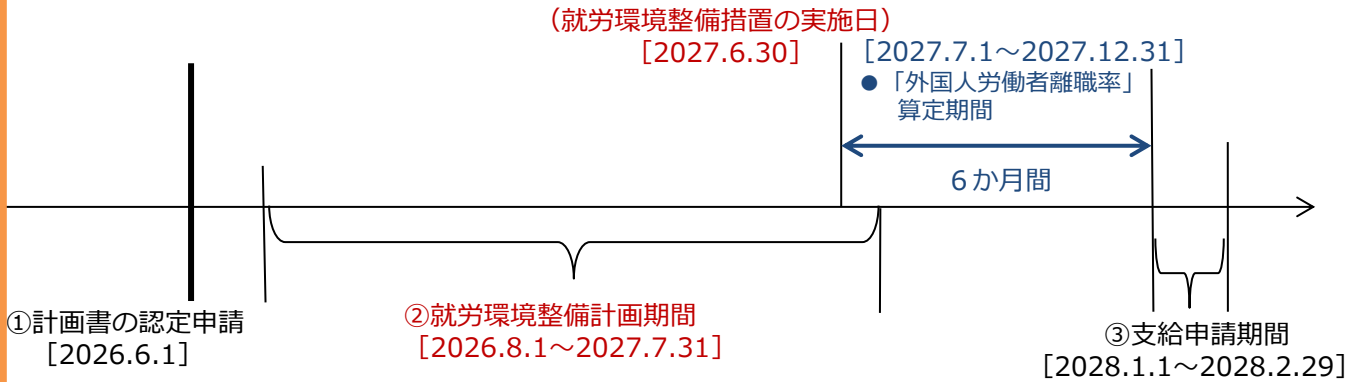 （就労環境整備措置の実施日）
［2027.6.30］
［2027.7.1～2027.12.31］
●「外国人労働者離職率」
算定期間
６か月間
①計画書の認定申請
［2026.6.1］
②就労環境整備計画期間
［2026.8.1～2027.7.31］
③支給申請期間
［2028.1.1～2028.2.29］